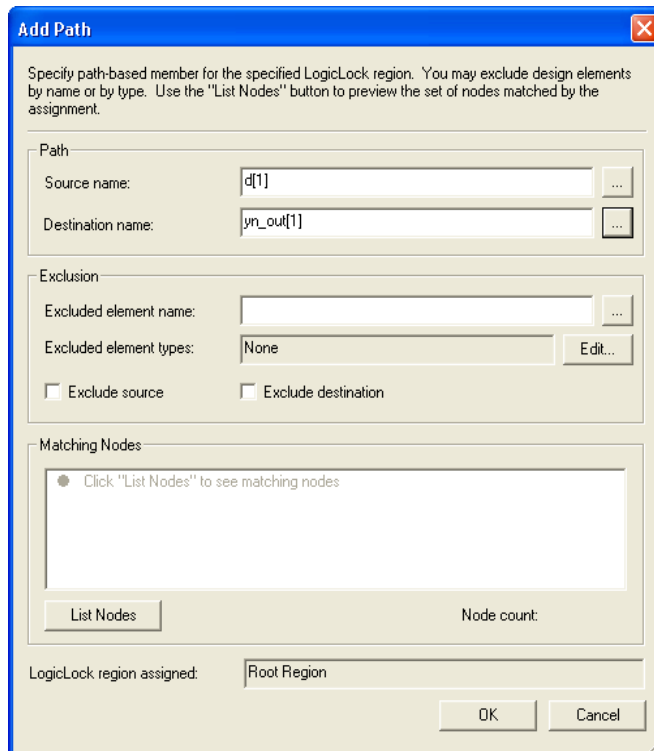 Add Path
Specify path-based member for the specified LogicLock region. You may exclude design elements
by name or by type. Use the "List Nodes" button to preview the set of nodes matched by the
assignment.
Path
Source name: d[1] ...
Destination name: yn_out[1] ...
Exclusion
Excluded element name: ...
Excluded element types: None Edit...
Exclude source Exclude destination
Matching Nodes
Click "List Nodes" to see matching nodes
List Nodes Node count:
LogicLock region assigned: Root Region
OK Cancel